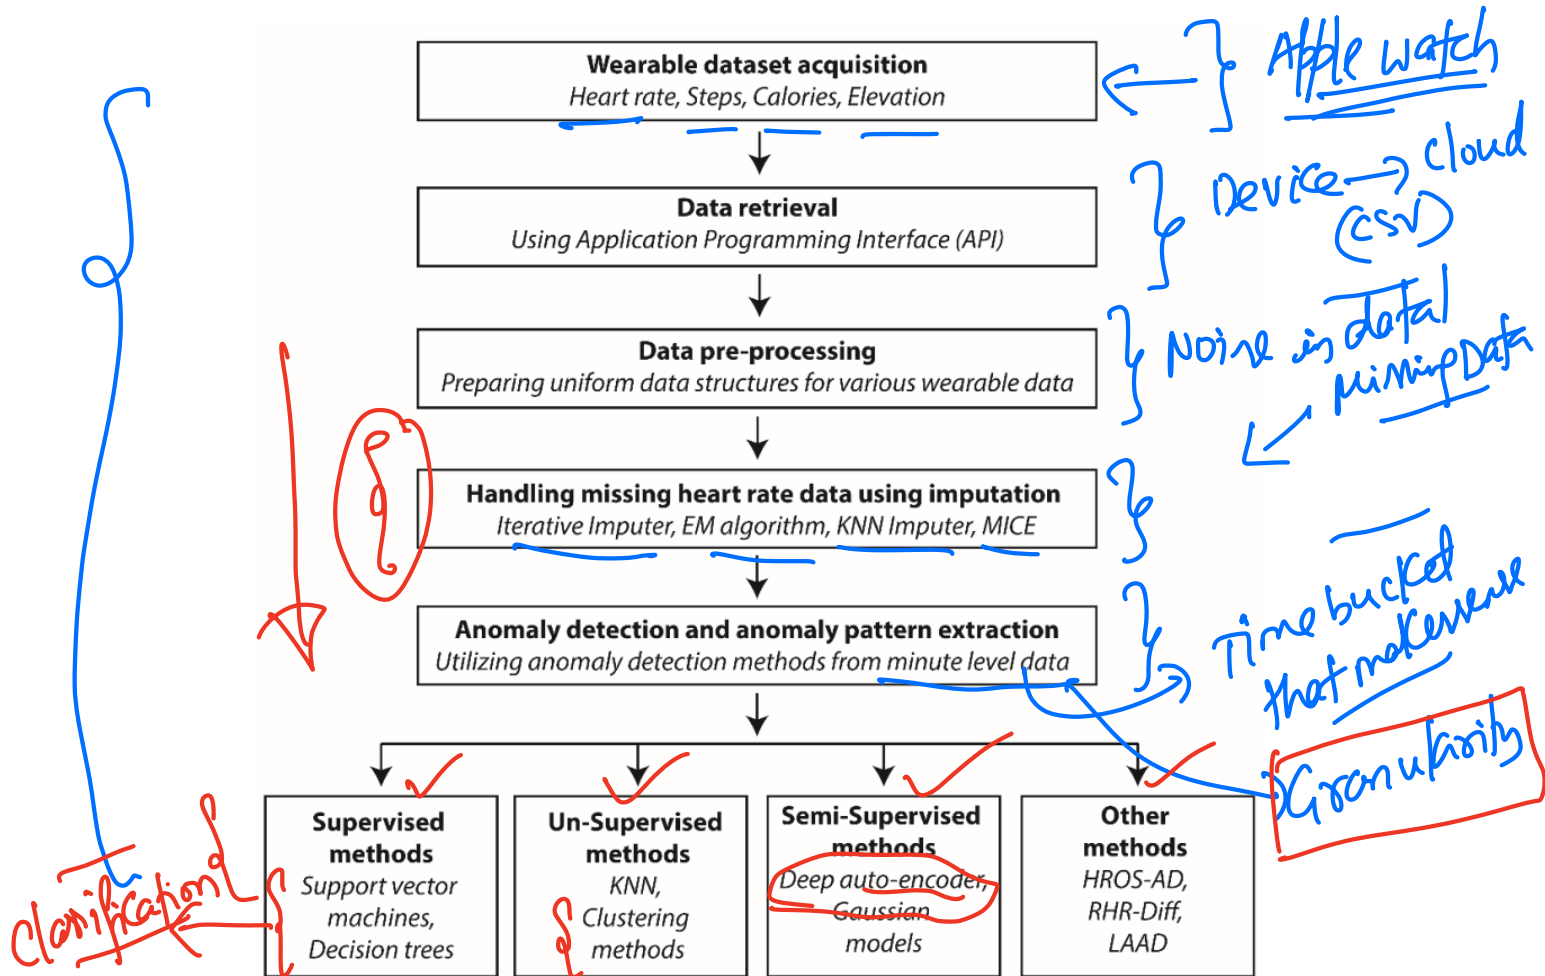 Wearable dataset acquisition
Heart rate, Steps, Calories, Elevation
Apple watch
Data retrieval
Using Application Programming Interface (API)
Device → cloud
(CSV)
Data pre-processing
Preparing uniform data structures for various wearable data
Noise in data
Missing Data
Handling missing heart rate data using imputation
Iterative Imputer, EM algorithm, KNN Imputer, MICE
Anomaly detection and anomaly pattern extraction
Utilizing anomaly detection methods from minute level data
Time bucket
that makes sense
Granularity
Supervised
methods
Support vector
machines,
Decision trees
Classification
Un-Supervised
methods
KNN,
Clustering
methods
Semi-Supervised
methods
Deep auto-encoder,
Gaussian
models
Other
methods
HROS-AD,
RHR-Diff,
LAAD